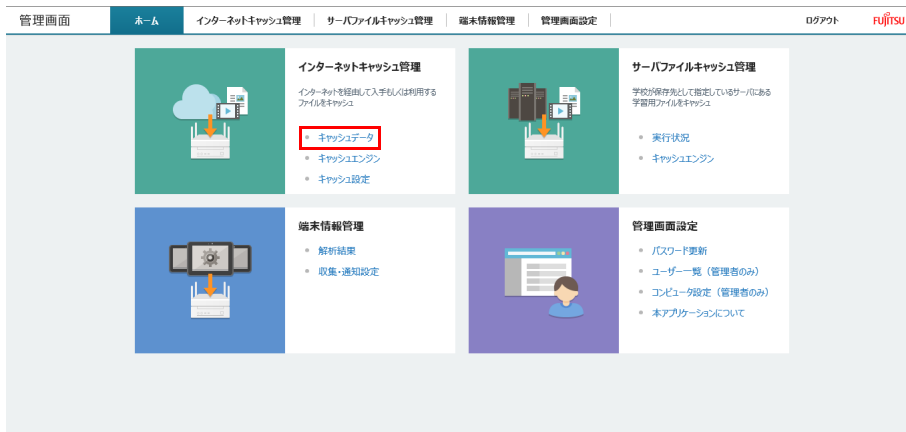 管理画面
ホーム
インターネットキャッシュ管理
サーバファイルキャッシュ管理
端末情報管理
管理画面設定
ログアウト
FUJITSU
インターネットキャッシュ管理
インターネットを経由して入手もしくは利用する
ファイルをキャッシュ
キャッシュデータ
キャッシュエンジン
キャッシュ設定
サーバファイルキャッシュ管理
学校が保存先として指定しているサーバにある
学習用ファイルをキャッシュ
実行状況
キャッシュエンジン
端末情報管理
解析結果
収集・通知設定
管理画面設定
パスワード更新
ユーザー一覧（管理者のみ）
コンピュータ設定（管理者のみ）
本アプリケーションについて